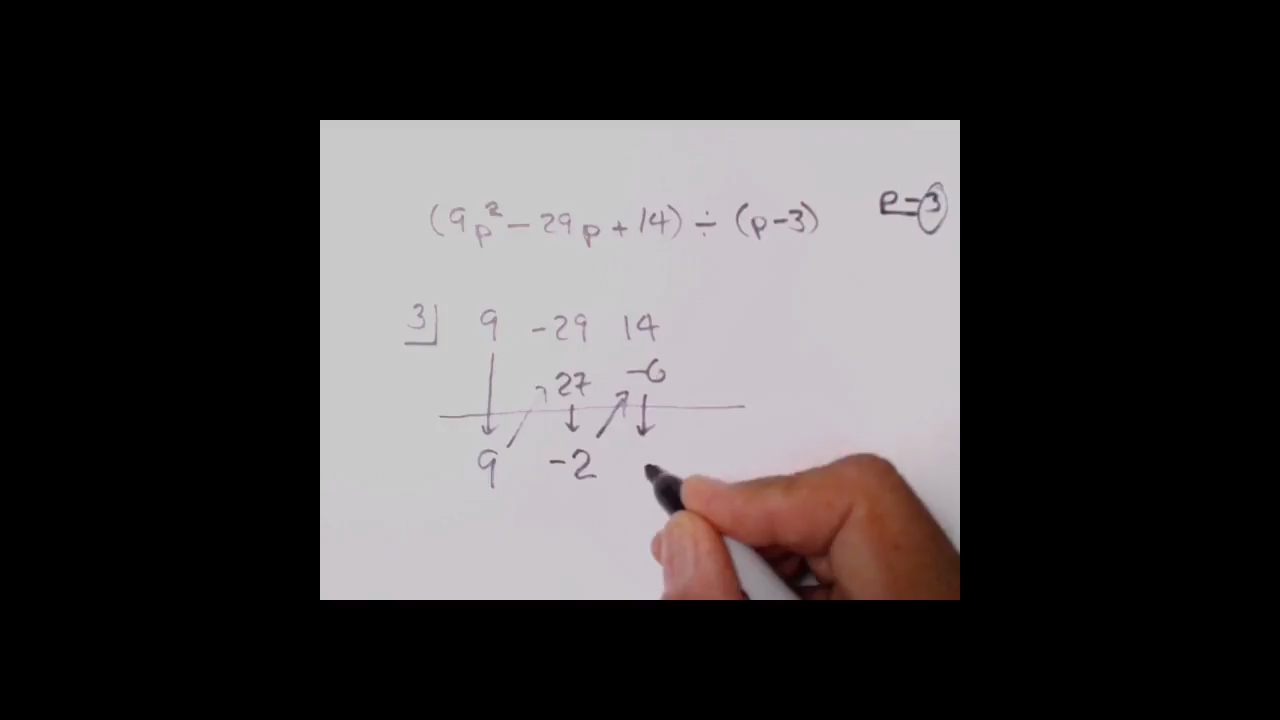 (9p² - 29p + 14) ÷ (p-3) p=3
3 9 -29 14
27 -6
9 -2